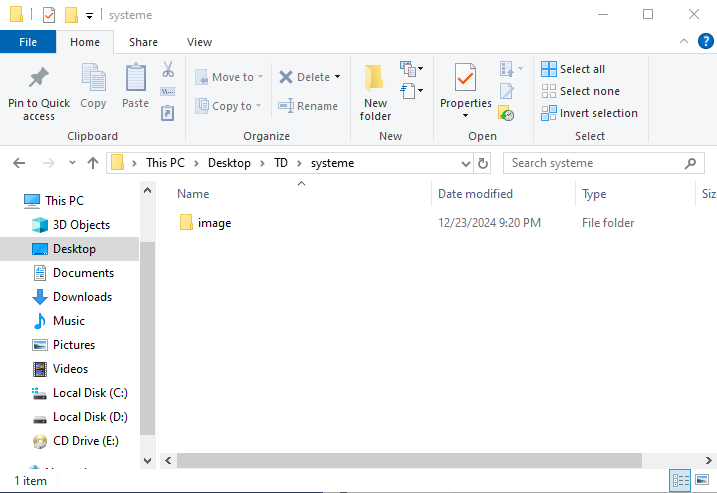 systeme
File Home Share View
Pin to Quick access
Copy
Paste
Clipboard
Move to
Copy to
Delete
Rename
Organize
New folder
New
Properties
Open
Select all
Select none
Invert selection
Select
This PC > Desktop > TD > systeme
Search systeme
Name Date modified Type Siz
image 12/23/2024 9:20 PM File folder
This PC
3D Objects
Desktop
Documents
Downloads
Music
Pictures
Videos
Local Disk (C:)
Local Disk (D:)
CD Drive (E:)
1 item